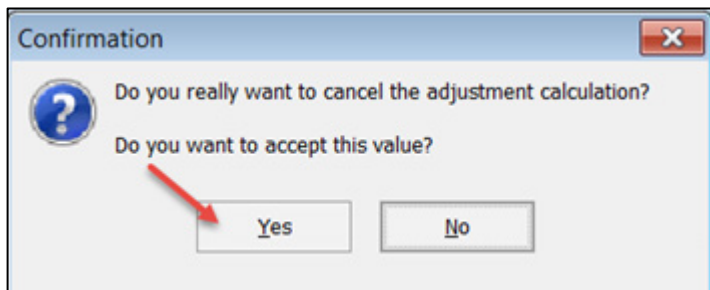 Confirmation
Do you really want to cancel the adjustment calculation?
Do you want to accept this value?
Yes
No